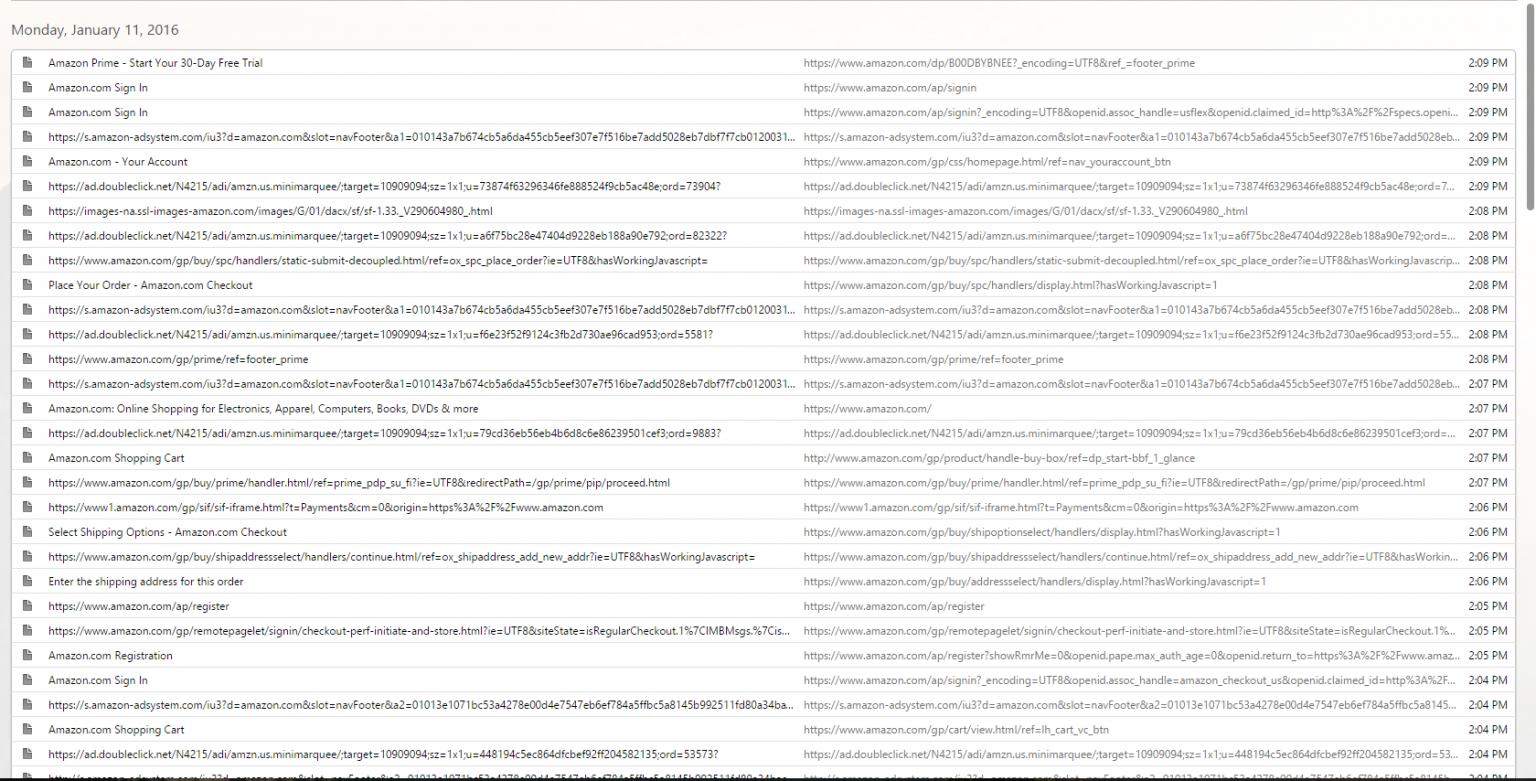 Monday, January 11, 2016
Amazon Prime - Start Your 30-Day Free Trial https://www.amazon.com/dp/B00DBYBNEE?_encoding=UTF8&ref_=footer_prime 2:09 PM
Amazon.com Sign In https://www.amazon.com/ap/signin 2:09 PM
Amazon.com Sign In https://www.amazon.com/ap/signin?_encoding=UTF8&openid.assoc_handle=usflex&openid.claimed_id=http%3A%2F%2Fspecs.openi... 2:09 PM
https://s.amazon-adsystem.com/iu3?d=amazon.com&slot=navFooter&a1=010143a7b674cb5a6da455cb5eef307e7f516be7add5028eb7dbf7f7cb0120031... https://s.amazon-adsystem.com/iu3?d=amazon.com&slot=navFooter&a1=010143a7b674cb5a6da455cb5eef307e7f516be7add5028eb... 2:09 PM
Amazon.com - Your Account https://www.amazon.com/gp/css/homepage.html/ref=nav_youraccount_btn 2:09 PM
https://ad.doubleclick.net/N4215/adi/amzn.us.minimarquee/;target=10909094;sz=1x1;u=73874f63296346fe888524f9cb5ac48e;ord=73904? https://ad.doubleclick.net/N4215/adi/amzn.us.minimarquee/;target=10909094;sz=1x1;u=73874f63296346fe888524f9cb5ac48e;ord=7... 2:09 PM
https://images-na.ssl-images-amazon.com/images/G/01/dacx/sf/sf-1.33._V290604980_.html https://images-na.ssl-images-amazon.com/images/G/01/dacx/sf/sf-1.33._V290604980_.html 2:08 PM
https://ad.doubleclick.net/N4215/adi/amzn.us.minimarquee/;target=10909094;sz=1x1;u=a6f75bc28e47404d9228eb188a90e792;ord=82322? https://ad.doubleclick.net/N4215/adi/amzn.us.minimarquee/;target=10909094;sz=1x1;u=a6f75bc28e47404d9228eb188a90e792;ord=... 2:08 PM
https://www.amazon.com/gp/buy/spc/handlers/static-submit-decoupled.html/ref=ox_spc_place_order?ie=UTF8&hasWorkingJavascript= https://www.amazon.com/gp/buy/spc/handlers/static-submit-decoupled.html/ref=ox_spc_place_order?ie=UTF8&hasWorkingJavascrip... 2:08 PM
Place Your Order - Amazon.com Checkout https://www.amazon.com/gp/buy/spc/handlers/display.html?hasWorkingJavascript=1 2:08 PM
https://s.amazon-adsystem.com/iu3?d=amazon.com&slot=navFooter&a1=010143a7b674cb5a6da455cb5eef307e7f516be7add5028eb7dbf7f7cb0120031... https://s.amazon-adsystem.com/iu3?d=amazon.com&slot=navFooter&a1=010143a7b674cb5a6da455cb5eef307e7f516be7add5028eb... 2:08 PM
https://ad.doubleclick.net/N4215/adi/amzn.us.minimarquee/;target=10909094;sz=1x1;u=f6e23f52f9124c3fb2d730ae96cad953;ord=5581? https://ad.doubleclick.net/N4215/adi/amzn.us.minimarquee/;target=10909094;sz=1x1;u=f6e23f52f9124c3fb2d730ae96cad953;ord=55... 2:08 PM
https://www.amazon.com/gp/prime/ref=footer_prime https://www.amazon.com/gp/prime/ref=footer_prime 2:08 PM
https://s.amazon-adsystem.com/iu3?d=amazon.com&slot=navFooter&a1=010143a7b674cb5a6da455cb5eef307e7f516be7add5028eb7dbf7f7cb0120031... https://s.amazon-adsystem.com/iu3?d=amazon.com&slot=navFooter&a1=010143a7b674cb5a6da455cb5eef307e7f516be7add5028eb... 2:07 PM
Amazon.com: Online Shopping for Electronics, Apparel, Computers, Books, DVDs & more https://www.amazon.com/ 2:07 PM
https://ad.doubleclick.net/N4215/adi/amzn.us.minimarquee/;target=10909094;sz=1x1;u=79cd36eb56eb4b6d8c6e86239501cef3;ord=9883? https://ad.doubleclick.net/N4215/adi/amzn.us.minimarquee/;target=10909094;sz=1x1;u=79cd36eb56eb4b6d8c6e86239501cef3;ord=... 2:07 PM
Amazon.com Shopping Cart http://www.amazon.com/gp/product/handle-buy-box/ref=dp_start-bbf_1_glance 2:07 PM
https://www.amazon.com/gp/buy/prime/handler.html/ref=prime_pdp_su_fi?ie=UTF8&redirectPath=/gp/prime/pip/proceed.html https://www.amazon.com/gp/buy/prime/handler.html/ref=prime_pdp_su_fi?ie=UTF8&redirectPath=/gp/prime/pip/proceed.html 2:07 PM
https://www1.amazon.com/gp/sif/sif-iframe.html?t=Payments&cm=0&origin=https%3A%2F%2Fwww.amazon.com https://www1.amazon.com/gp/sif/sif-iframe.html?t=Payments&cm=0&origin=https%3A%2F%2Fwww.amazon.com 2:06 PM
Select Shipping Options - Amazon.com Checkout https://www.amazon.com/gp/buy/shipoptionselect/handlers/display.html?hasWorkingJavascript=1 2:06 PM
https://www.amazon.com/gp/buy/shipaddressselect/handlers/continue.html/ref=ox_shipaddress_add_new_addr?ie=UTF8&hasWorkingJavascript= https://www.amazon.com/gp/buy/shipaddressselect/handlers/continue.html/ref=ox_shipaddress_add_new_addr?ie=UTF8&hasWorkin... 2:06 PM
Enter the shipping address for this order https://www.amazon.com/gp/buy/addressselect/handlers/display.html?hasWorkingJavascript=1 2:06 PM
https://www.amazon.com/ap/register https://www.amazon.com/ap/register 2:05 PM
https://www.amazon.com/gp/remotepagelet/signin/checkout-perf-initiate-and-store.html?ie=UTF8&siteState=isRegularCheckout.1%7CIMBMsgs.%7Cis... https://www.amazon.com/gp/remotepagelet/signin/checkout-perf-initiate-and-store.html?ie=UTF8&siteState=isRegularCheckout.1%... 2:05 PM
Amazon.com Registration https://www.amazon.com/ap/register?showRmrMe=0&openid.pape.max_auth_age=0&openid.return_to=https%3A%2F%2Fwww.amaz... 2:05 PM
Amazon.com Sign In https://www.amazon.com/ap/signin?_encoding=UTF8&openid.assoc_handle=amazon_checkout_us&openid.claimed_id=http%3A%2F... 2:04 PM
https://s.amazon-adsystem.com/iu3?d=amazon.com&slot=navFooter&a2=01013e1071bc53a4278e00d4e7547eb6ef784a5ffbc5a8145b992511fd80a34ba... https://s.amazon-adsystem.com/iu3?d=amazon.com&slot=navFooter&a2=01013e1071bc53a4278e00d4e7547eb6ef784a5ffbc5a8145... 2:04 PM
Amazon.com Shopping Cart http://www.amazon.com/gp/cart/view.html/ref=lh_cart_vc_btn 2:04 PM
https://ad.doubleclick.net/N4215/adi/amzn.us.minimarquee/;target=10909094;sz=1x1;u=448194c5ec864dfcbef92ff204582135;ord=53573? https://ad.doubleclick.net/N4215/adi/amzn.us.minimarquee/;target=10909094;sz=1x1;u=448194c5ec864dfcbef92ff204582135;ord=53... 2:04 PM